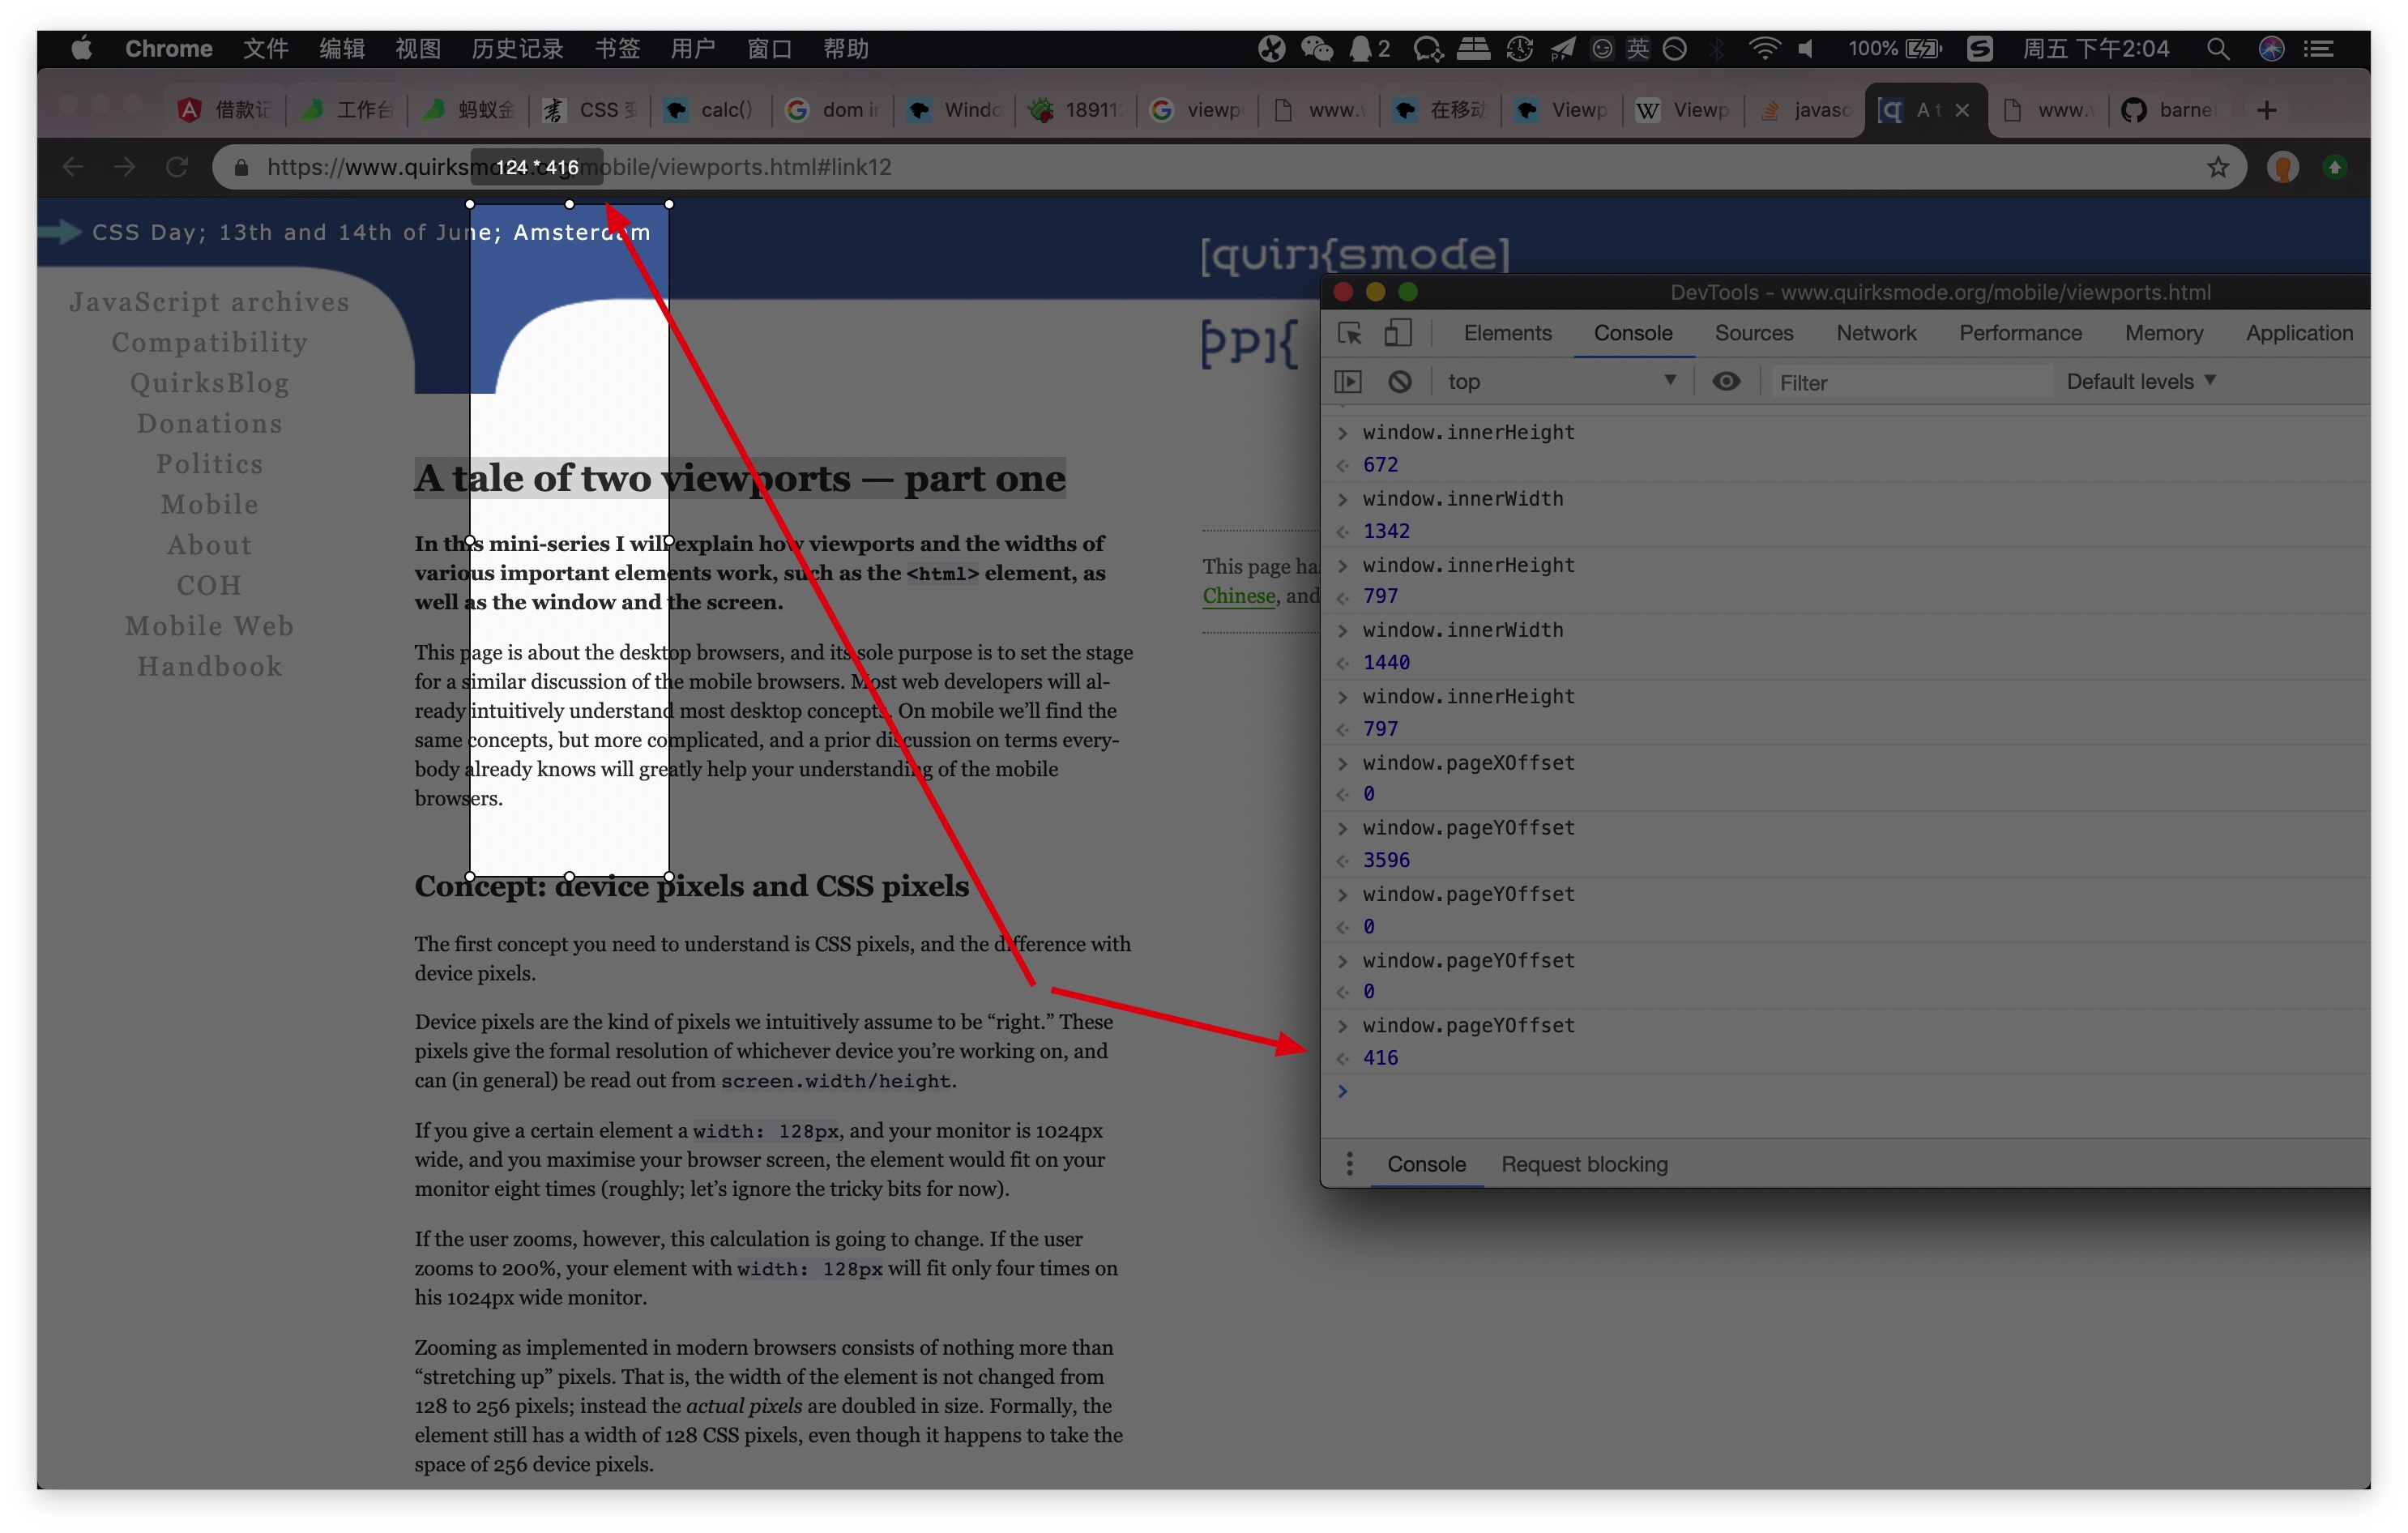 Chrome 文件 编辑 视图 历史记录 书签 用户 窗口 帮助 2 英 100% 周五 下午2:04
借款记 工作台 蚂蚁金 CSS calc() dom in Windo 18911 viewp www. 在移动 Viewp Viewp javasc A t www. barne
https://www.quirksm mobile/viewports.html#link12
124 * 416
CSS Day; 13th and 14th of June; Amsterdam
[quirksmode]
JavaScript archives
Compatibility
QuirksBlog
Donations
Politics
Mobile
About
COH
Mobile Web
Handbook
ppk
A tale of two viewports — part one
In this mini-series I will explain how viewports and the widths of
various important elements work, such as the <html> element, as
well as the window and the screen.
This page is about the desktop browsers, and its sole purpose is to set the stage
for a similar discussion of the mobile browsers. Most web developers will al-
ready intuitively understand most desktop concepts. On mobile we’ll find the
same concepts, but more complicated, and a prior discussion on terms every-
body already knows will greatly help your understanding of the mobile
browsers.
Concept: device pixels and CSS pixels
The first concept you need to understand is CSS pixels, and the difference with
device pixels.
Device pixels are the kind of pixels we intuitively assume to be “right.” These
pixels give the formal resolution of whichever device you’re working on, and
can (in general) be read out from screen.width/height.
If you give a certain element a width: 128px, and your monitor is 1024px
wide, and you maximise your browser screen, the element would fit on your
monitor eight times (roughly; let’s ignore the tricky bits for now).
If the user zooms, however, this calculation is going to change. If the user
zooms to 200%, your element with width: 128px will fit only four times on
his 1024px wide monitor.
Zooming as implemented in modern browsers consists of nothing more than
“stretching up” pixels. That is, the width of the element is not changed from
128 to 256 pixels; instead the actual pixels are doubled in size. Formally, the
element still has a width of 128 CSS pixels, even though it happens to take the
space of 256 device pixels.
This page ha
Chinese, and
DevTools - www.quirksmode.org/mobile/viewports.html
Elements Console Sources Network Performance Memory Application
top Filter Default levels
window.innerHeight
672
window.innerWidth
1342
window.innerHeight
797
window.innerWidth
1440
window.innerHeight
797
window.pageXOffset
0
window.pageYOffset
3596
window.pageYOffset
0
window.pageYOffset
0
window.pageYOffset
416
Console Request blocking